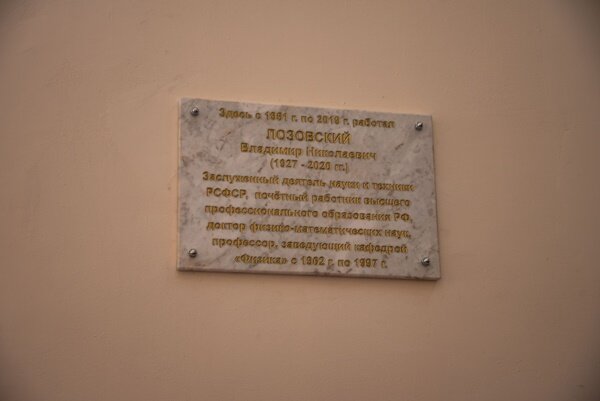 Здесь с 1961 г. по 2018 г. работал
ЛОЗОВСКИЙ
Владимир Николаевич
(1927 - 2020 гг.)
Заслуженный деятель науки и техники
РСФСР, почётный работник высшего
профессионального образования РФ,
доктор физико-математических наук,
профессор, заведующий кафедрой
«Физика» с 1962 г. по 1997 г.